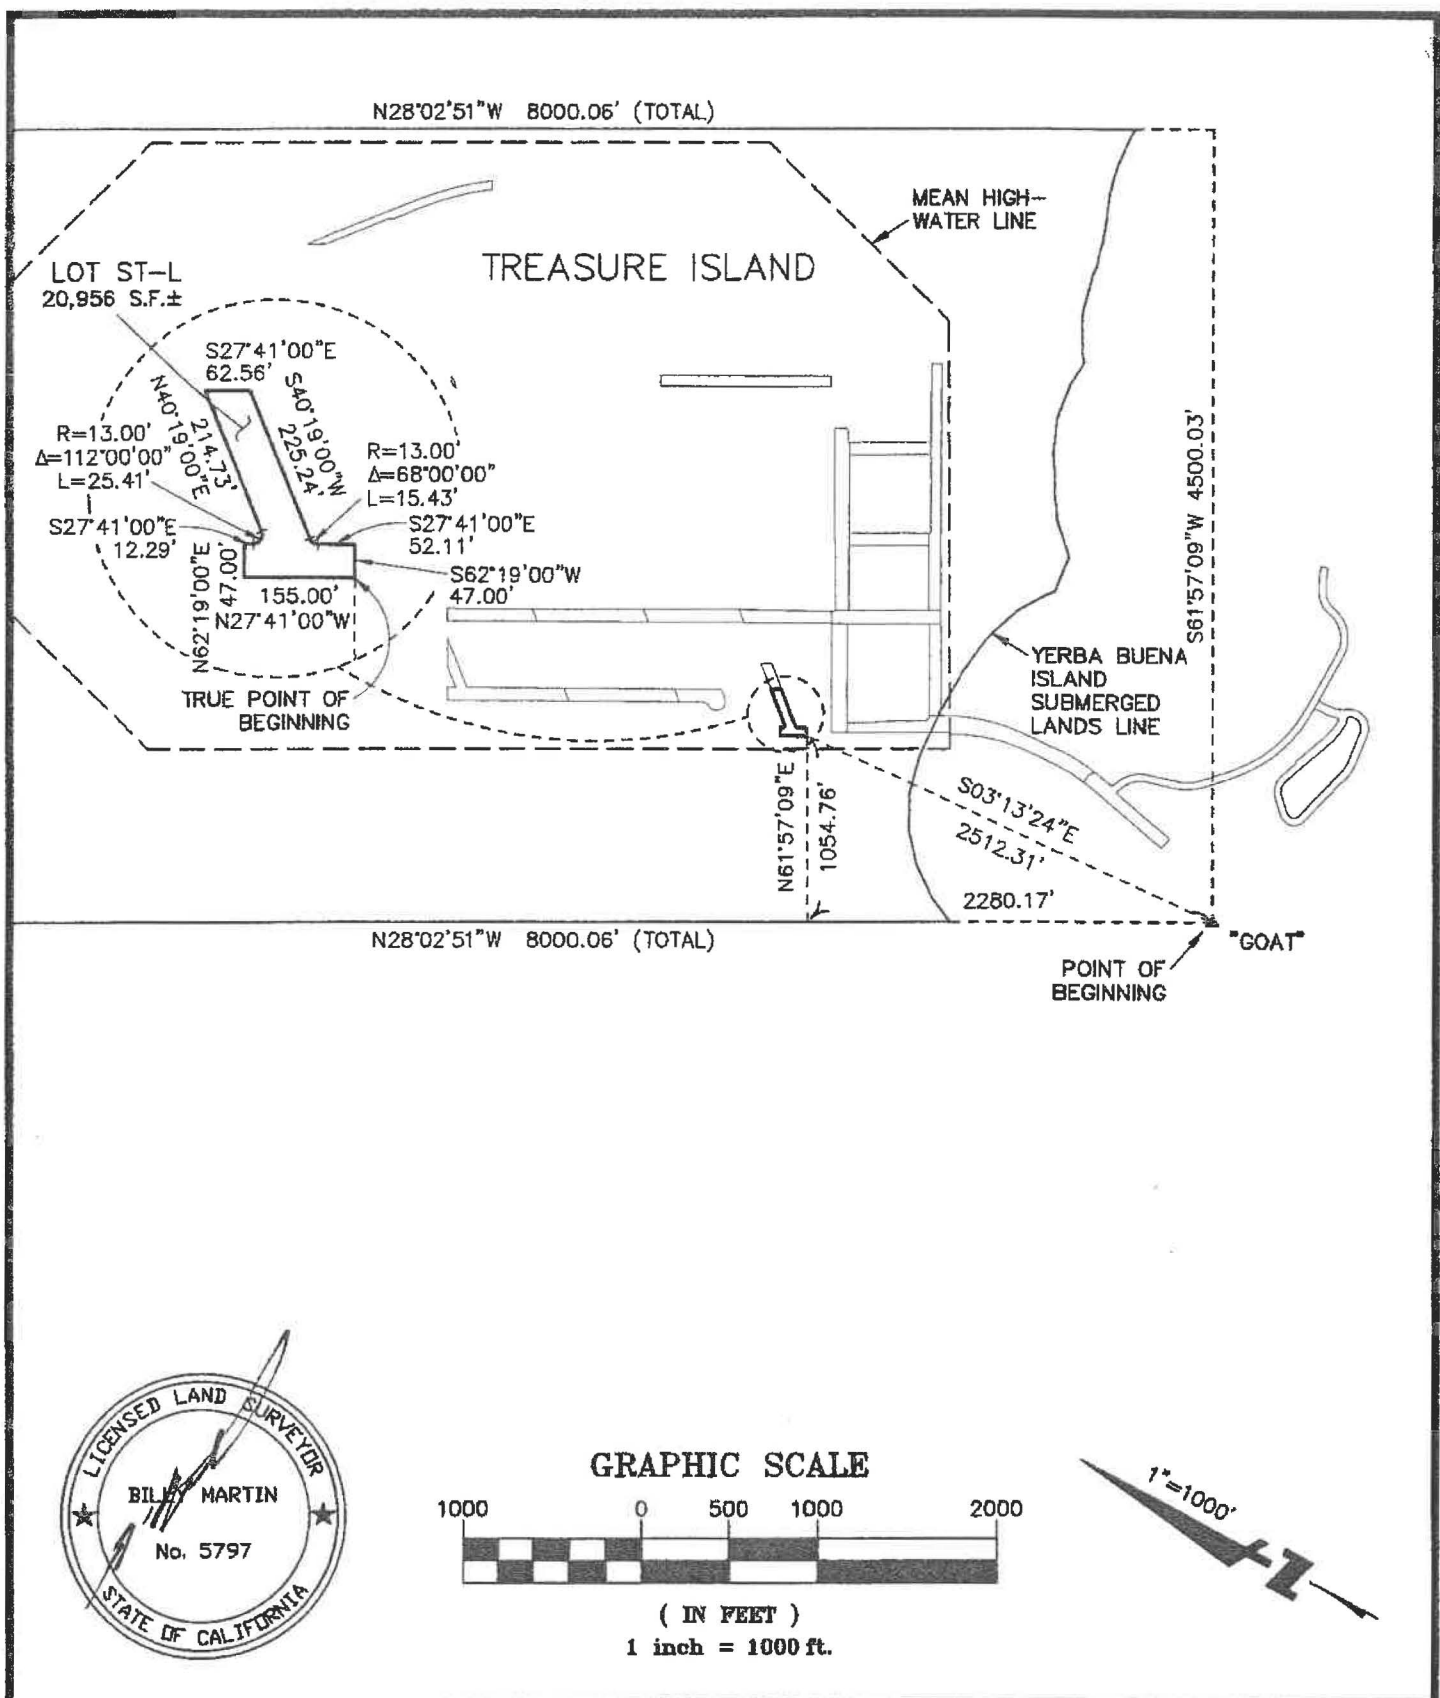 N28°02'51"W 8000.06' (TOTAL)
MEAN HIGH-
WATER LINE
TREASURE ISLAND
LOT ST-L
20,956 S.F.±
S27°41'00"E
62.56'
N40°19'00"E
214.73'
S40°19'00"W
225.24'
R=13.00'
Δ=112°00'00"
L=25.41'
R=13.00'
Δ=68°00'00"
L=15.43'
S27°41'00"E
12.29'
S27°41'00"E
52.11'
N62°19'00"E
47.00'
S62°19'00"W
47.00'
155.00'
N27°41'00"W
TRUE POINT OF
BEGINNING
S61°57'09"W 4500.03'
YERBA BUENA
ISLAND
SUBMERGED
LANDS LINE
N61°57'09"E
1054.76'
S03°13'24"E
2512.31'
2280.17'
N28°02'51"W 8000.06' (TOTAL)
"GOAT"
POINT OF
BEGINNING
LICENSED LAND SURVEYOR
BILLY MARTIN
No. 5797
STATE OF CALIFORNIA
GRAPHIC SCALE
1000 0 500 1000 2000
( IN FEET )
1 inch = 1000 ft.
1"=1000'
N